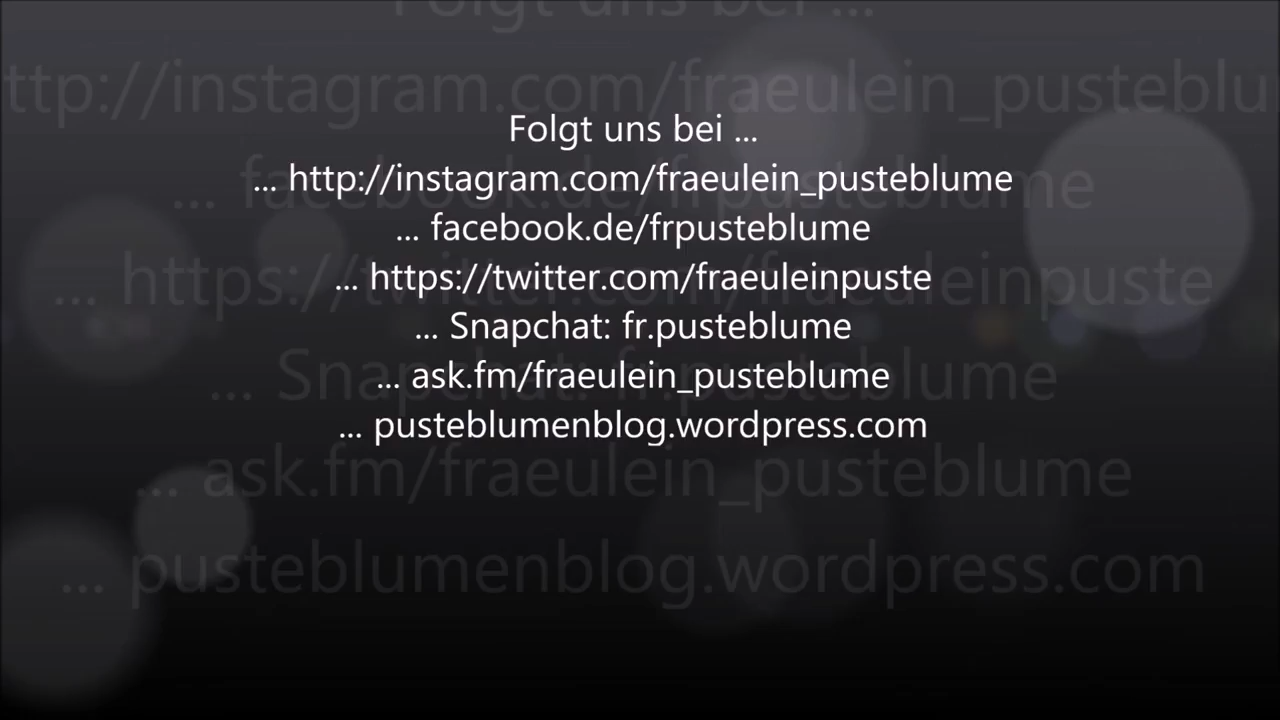 Folgt uns bei ...
... http://instagram.com/fraeulein_pusteblume
... facebook.de/frpusteblume
... https://twitter.com/fraeuleinpuste
... Snapchat: fr.pusteblume
... ask.fm/fraeulein_pusteblume
... pusteblumenblog.wordpress.com